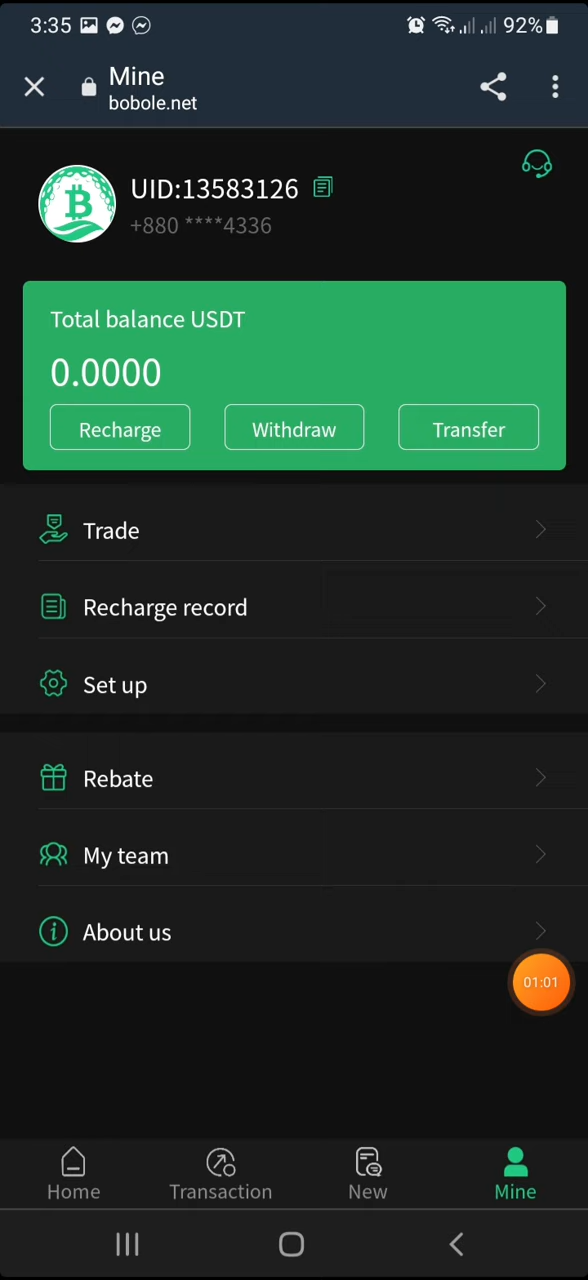 3:35
92%
Mine
bobole.net
UID:13583126
+880 ****4336
Total balance USDT
0.0000
Recharge
Withdraw
Transfer
Trade
Recharge record
Set up
Rebate
My team
About us
01:01
Home
Transaction
New
Mine